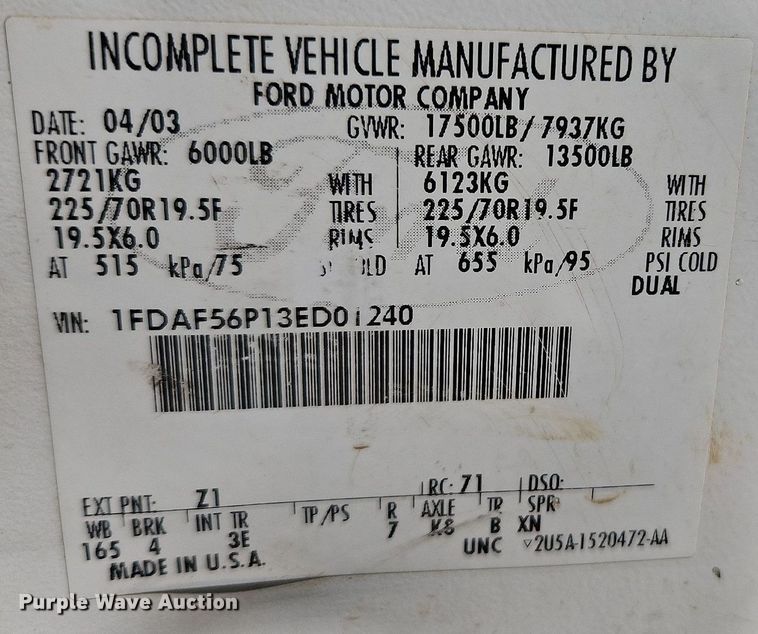 INCOMPLETE VEHICLE MANUFACTURED BY
FORD MOTOR COMPANY
DATE: 04/03 GVWR: 17500LB/7937KG
FRONT GAWR: 6000LB REAR GAWR: 13500LB
2721KG WITH 6123KG WITH
225/70R19.5F TIRES 225/70R19.5F TIRES
19.5X6.0 RIMS 19.5X6.0 RIMS
AT 515 kPa/75 AT 655 kPa/95 PSI COLD
DUAL
VIN: 1FDAF56P13ED01240
EXT PNT: Z1 RC: 71 DSO:
WB BRK INT TR TP/PS R AXLE TR SPR
165 4 3E 7 K8 B XN
UNC ▿2U5A-1520472-AA
MADE IN U.S.A.
Purple Wave Auction